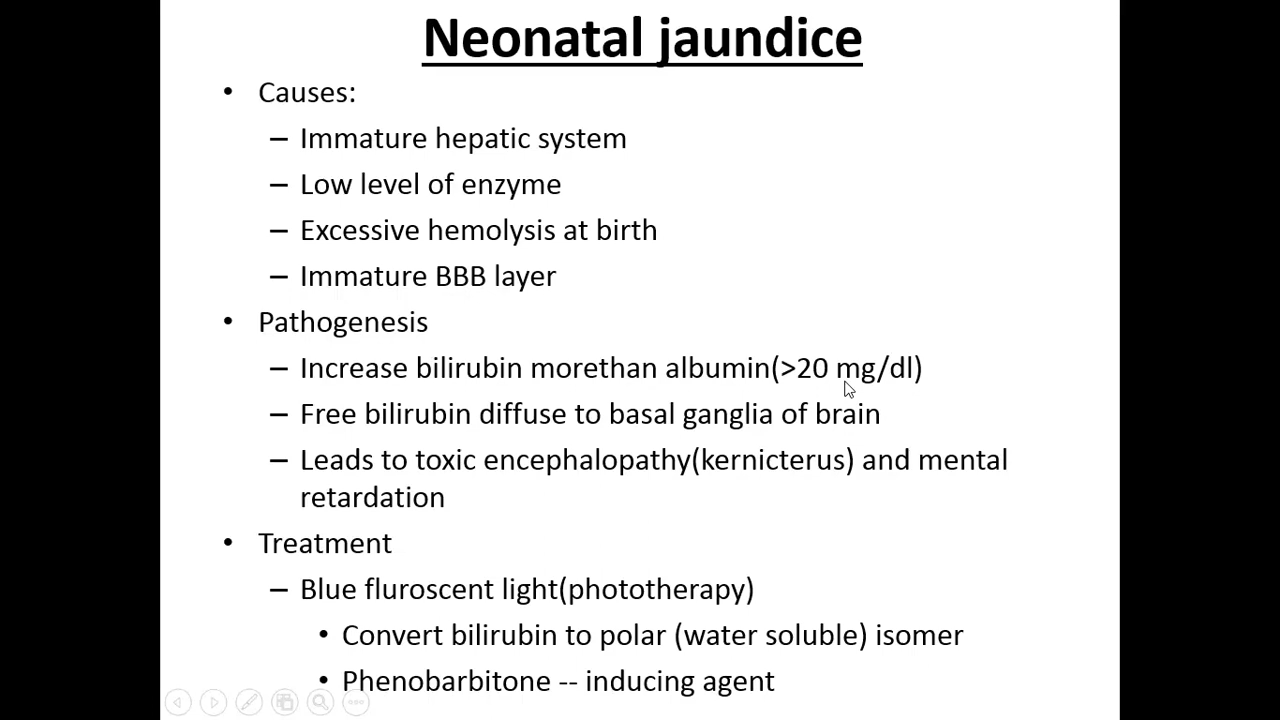 Neonatal jaundice
• Causes:
– Immature hepatic system
– Low level of enzyme
– Excessive hemolysis at birth
– Immature BBB layer
• Pathogenesis
– Increase bilirubin morethan albumin(>20 mg/dl)
– Free bilirubin diffuse to basal ganglia of brain
– Leads to toxic encephalopathy(kernicterus) and mental
retardation
• Treatment
– Blue fluroscent light(phototherapy)
• Convert bilirubin to polar (water soluble) isomer
• Phenobarbitone -- inducing agent